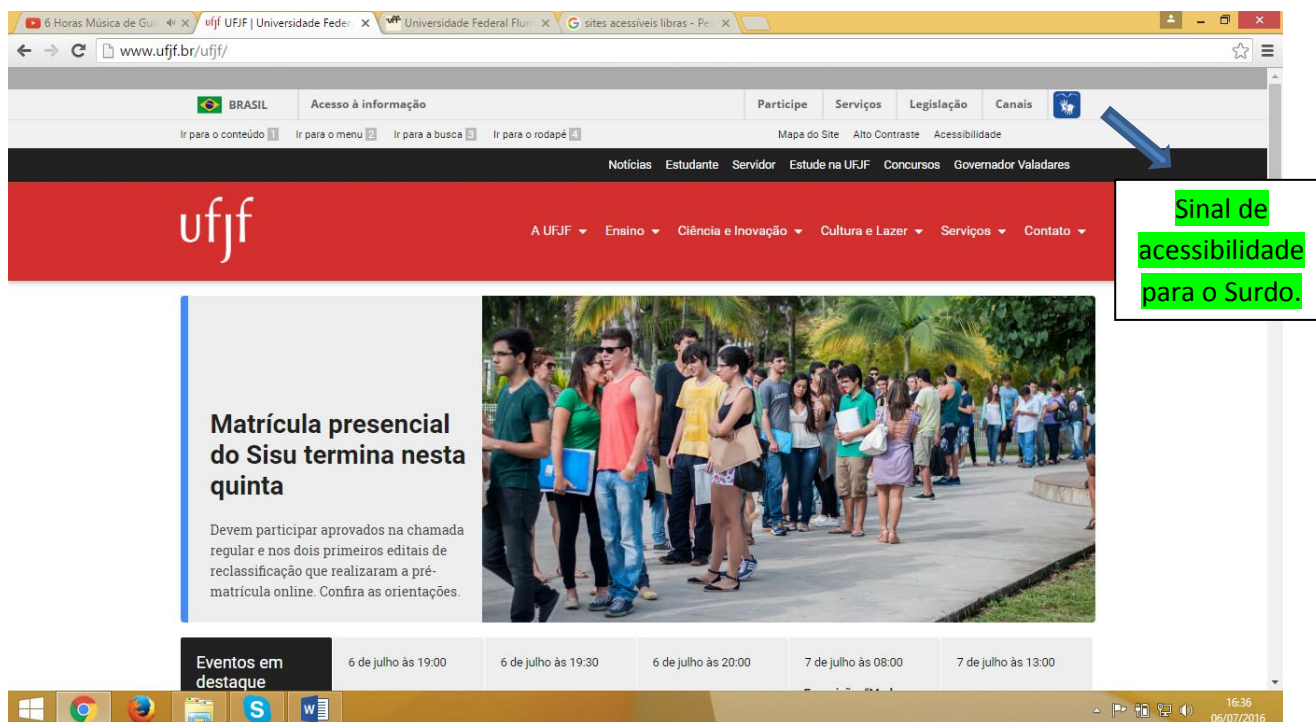 6 Horas Música de Gui
ufjf UFJF | Universidade Feder
uff Universidade Federal Flum
G sites acessíveis libras - Pes
www.ufjf.br/ufjf/
BRASIL Acesso à informação Participe Serviços Legislação Canais
Ir para o conteúdo 1 Ir para o menu 2 Ir para a busca 3 Ir para o rodapé 4 Mapa do Site Alto Contraste Acessibilidade
Notícias Estudante Servidor Estude na UFJF Concursos Governador Valadares
ufjf
A UFJF Ensino Ciência e Inovação Cultura e Lazer Serviços Contato
Sinal de
acessibilidade
para o Surdo.
Matrícula presencial
do Sisu termina nesta
quinta
Devem participar aprovados na chamada
regular e nos dois primeiros editais de
reclassificação que realizaram a pré-
matrícula online. Confira as orientações.
Eventos em
destaque
6 de julho às 19:00 6 de julho às 19:30 6 de julho às 20:00 7 de julho às 08:00 7 de julho às 13:00
16:36
06/07/2016